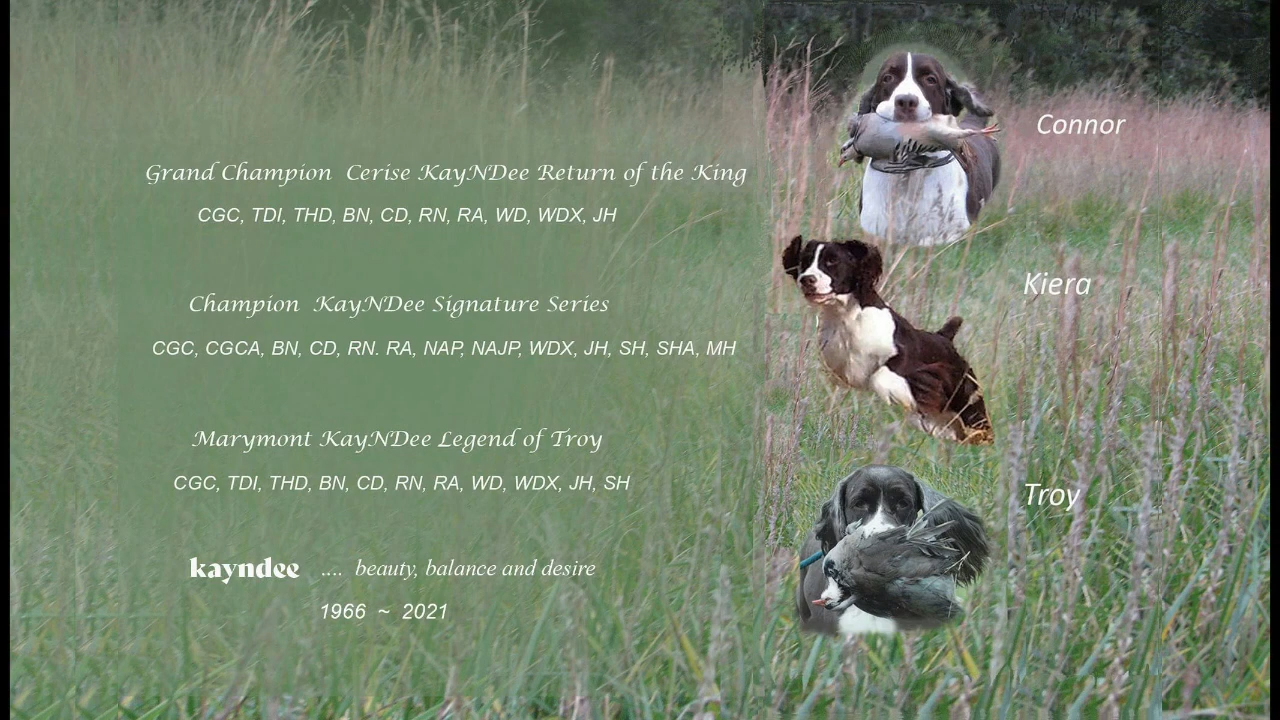 Connor
Grand Champion Cerise KayNDee Return of the King
CGC, TDI, THD, BN, CD, RN, RA, WD, WDX, JH
Kiera
Champion KayNDee Signature Series
CGC, CGCA, BN, CD, RN. RA, NAP, NAJP, WDX, JH, SH, SHA, MH
Marymont KayNDee Legend of Troy
CGC, TDI, THD, BN, CD, RN, RA, WD, WDX, JH, SH
Troy
kayndee .... beauty, balance and desire
1966 ~ 2021